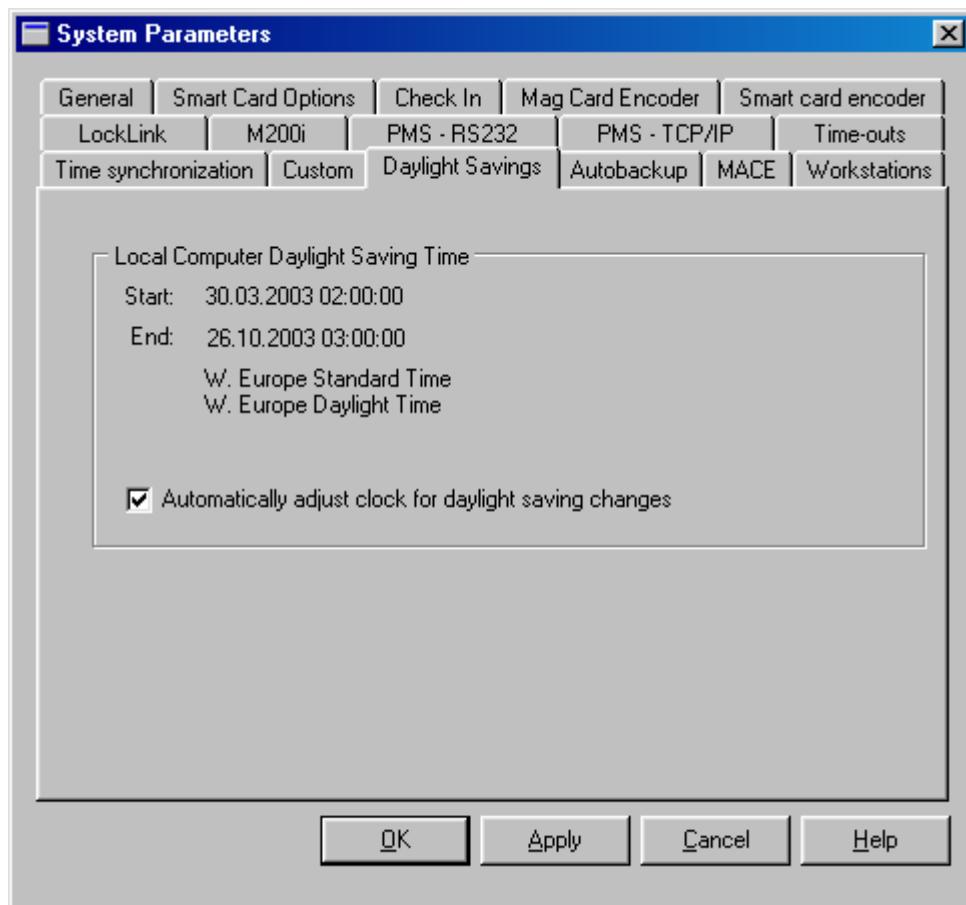 System Parameters
General Smart Card Options Check In Mag Card Encoder Smart card encoder
LockLink M200i PMS - RS232 PMS - TCP/IP Time-outs
Time synchronization Custom Daylight Savings Autobackup MACE Workstations
Local Computer Daylight Saving Time
Start: 30.03.2003 02:00:00
End: 26.10.2003 03:00:00
W. Europe Standard Time
W. Europe Daylight Time
Automatically adjust clock for daylight saving changes
OK Apply Cancel Help